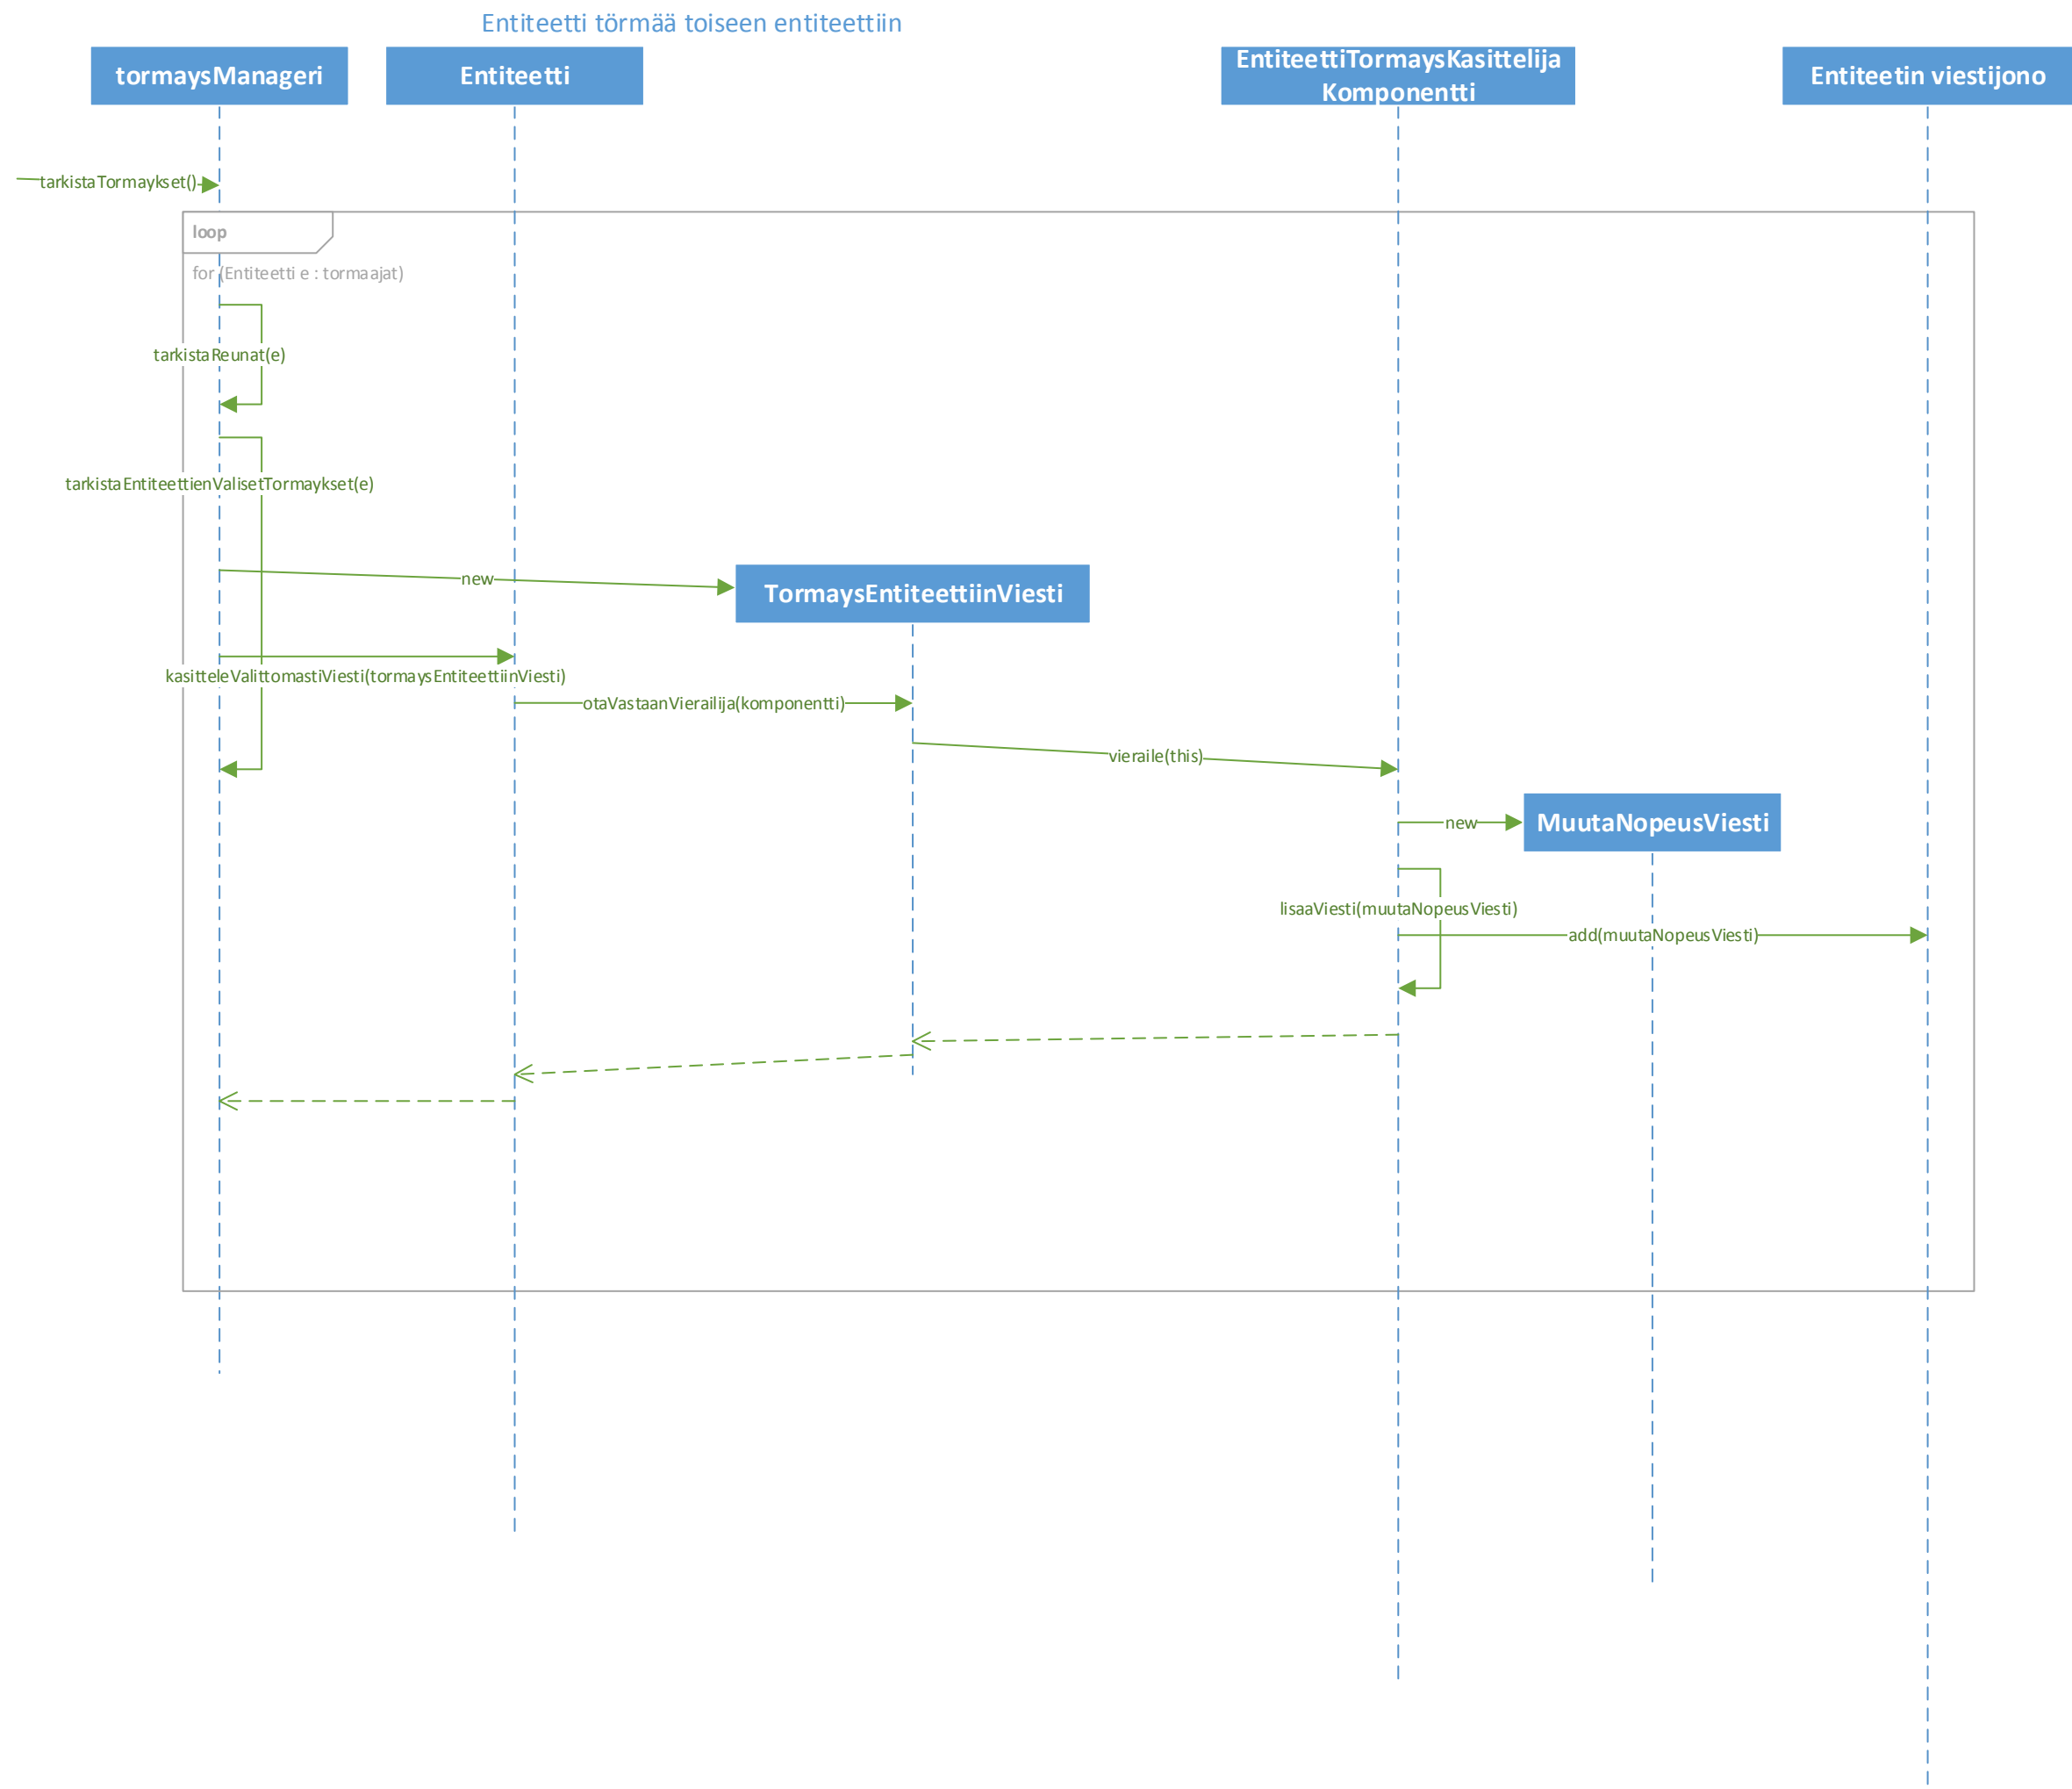 Entiteetti törmää toiseen entiteettiin
tormaysManageri
Entiteetti
EntiteettiTormaysKasittelija
Komponentti
Entiteetin viestijono
tarkistaTormaykset()
loop
for (Entiteetti e : tormaajat)
tarkistaReunat(e)
tarkistaEntiteettienValisetTormaykset(e)
new
TormaysEntiteettiinViesti
kasitteleValittomastiViesti(tormaysEntiteettiinViesti)
otaVastaanVierailija(komponentti)
vieraile(this)
new
MuutaNopeusViesti
lisaaViesti(muutaNopeusViesti)
add(muutaNopeusViesti)